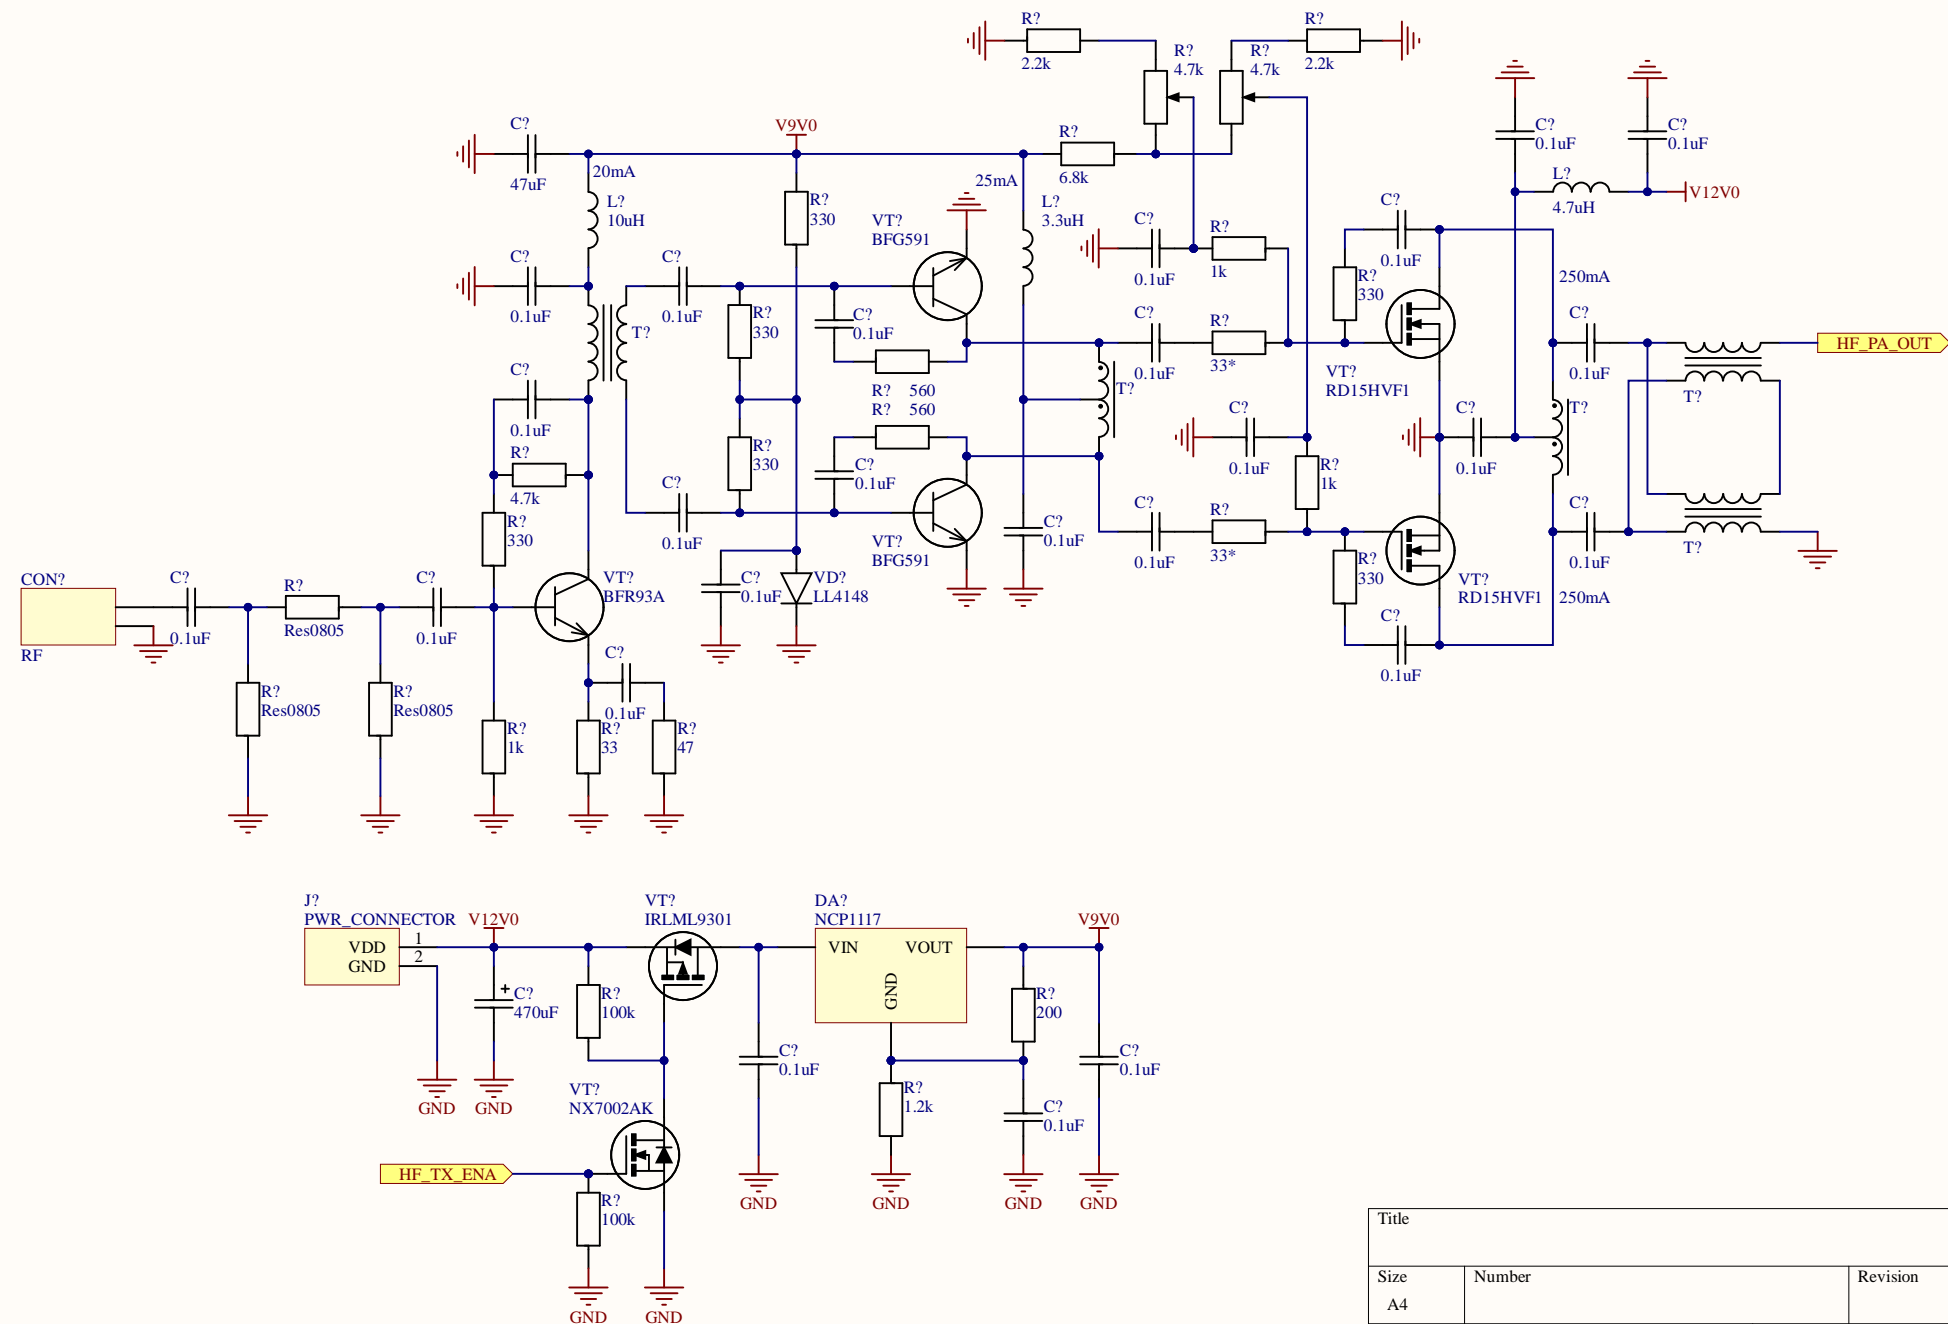 R?
2.2k
R?
4.7k
R?
4.7k
R?
2.2k
C?
47uF
20mA
L?
10uH
V9V0
R?
330
VT?
BFG591
25mA
R?
6.8k
L?
3.3uH
C?
0.1uF
C?
0.1uF
L?
4.7uH
V12V0
C?
0.1uF
C?
0.1uF
T?
R?
330
C?
0.1uF
R? 560
R? 560
C?
0.1uF
R?
1k
C?
0.1uF
R?
33*
C?
0.1uF
R?
330
VT?
RD15HVF1
250mA
C?
0.1uF
HF_PA_OUT
T?
C?
0.1uF
R?
4.7k
R?
330
C?
0.1uF
R?
330
C?
0.1uF
VT?
BFG591
T?
C?
0.1uF
R?
1k
C?
0.1uF
T?
C?
0.1uF
C?
0.1uF
R?
33*
R?
330
VT?
RD15HVF1
250mA
C?
0.1uF
T?
C?
0.1uF
CON?
RF
C?
0.1uF
R?
Res0805
C?
0.1uF
VT?
BFR93A
C?
0.1uF
VD?
LL4148
R?
Res0805
R?
Res0805
R?
1k
C?
0.1uF
R?
33
R?
47
J?
PWR_CONNECTOR
VDD
GND
1
2
V12V0
C?
470uF
+
R?
100k
VT?
IRLML9301
DA?
NCP1117
VIN
VOUT
GND
V9V0
R?
200
C?
0.1uF
C?
0.1uF
R?
1.2k
C?
0.1uF
GND
GND
VT?
NX7002AK
HF_TX_ENA
R?
100k
GND
GND
GND
GND
GND
GND
Title
Size
A4
Number
Revision